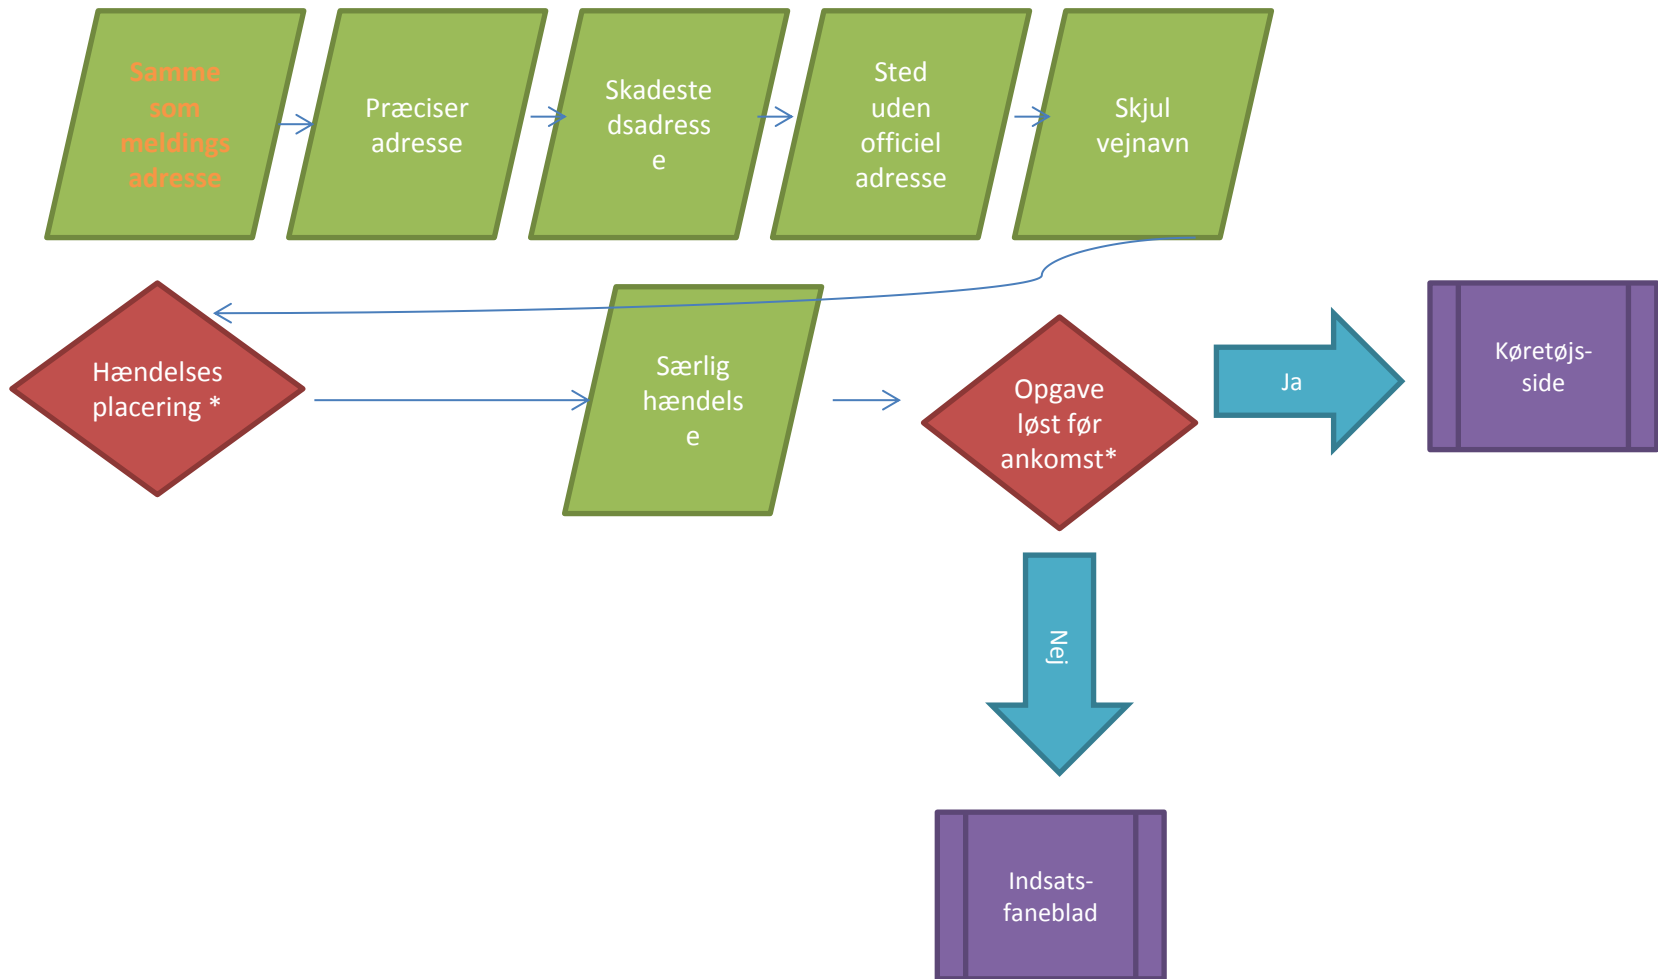 Samme
som
meldings
adresse
Præciser
adresse
Skadeste
dsadress
e
Sted
uden
officiel
adresse
Skjul
vejnavn
Hændelses
placering *
Særlig
hændels
e
Opgave
løst før
ankomst*
Ja
Køretøjs-
side
Nej
Indsats-
faneblad